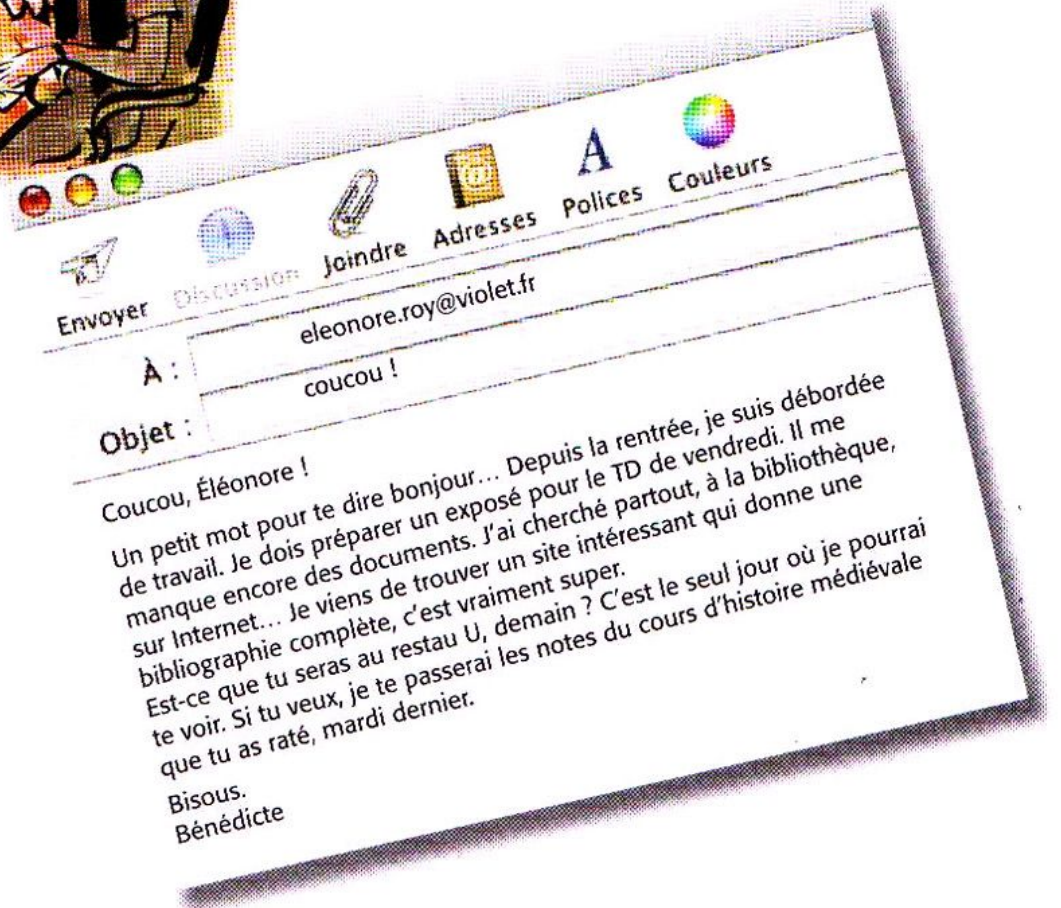 Envoyer Discussion Joindre Adresses Polices Couleurs
À : eleonore.roy@violet.fr
Objet : coucou !
Coucou, Éléonore !
Un petit mot pour te dire bonjour… Depuis la rentrée, je suis débordée
de travail. Je dois préparer un exposé pour le TD de vendredi. Il me
manque encore des documents. J'ai cherché partout, à la bibliothèque,
sur Internet… Je viens de trouver un site intéressant qui donne une
bibliographie complète, c'est vraiment super.
Est-ce que tu seras au restau U, demain ? C'est le seul jour où je pourrai
te voir. Si tu veux, je te passerai les notes du cours d'histoire médiévale
que tu as raté, mardi dernier.
Bisous.
Bénédicte